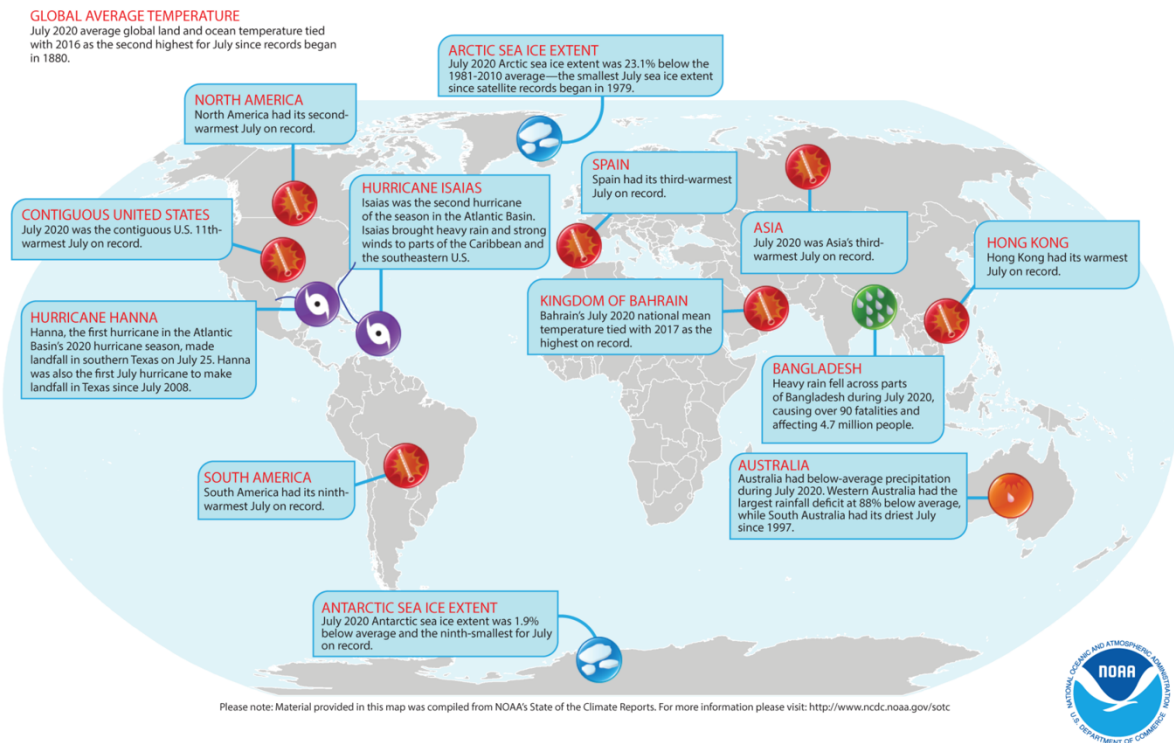 GLOBAL AVERAGE TEMPERATURE
July 2020 average global land and ocean temperature tied
with 2016 as the second highest for July since records began
in 1880.
ARCTIC SEA ICE EXTENT
July 2020 Arctic sea ice extent was 23.1% below the
1981-2010 average—the smallest July sea ice extent
since satellite records began in 1979.
NORTH AMERICA
North America had its second-
warmest July on record.
HURRICANE ISAIAS
Isaias was the second hurricane
of the season in the Atlantic Basin.
Isaias brought heavy rain and strong
winds to parts of the Caribbean and
the southeastern U.S.
SPAIN
Spain had its third-warmest
July on record.
CONTIGUOUS UNITED STATES
July 2020 was the contiguous U.S. 11th-
warmest July on record.
ASIA
July 2020 was Asia's third-
warmest July on record.
HONG KONG
Hong Kong had its warmest
July on record.
HURRICANE HANNA
Hanna, the first hurricane in the Atlantic
Basin's 2020 hurricane season, made
landfall in southern Texas on July 25. Hanna
was also the first July hurricane to make
landfall in Texas since July 2008.
KINGDOM OF BAHRAIN
Bahrain's July 2020 national mean
temperature tied with 2017 as the
highest on record.
BANGLADESH
Heavy rain fell across parts
of Bangladesh during July 2020,
causing over 90 fatalities and
affecting 4.7 million people.
SOUTH AMERICA
South America had its ninth-
warmest July on record.
AUSTRALIA
Australia had below-average precipitation
during July 2020. Western Australia had the
largest rainfall deficit at 88% below average,
while South Australia had its driest July
since 1997.
ANTARCTIC SEA ICE EXTENT
July 2020 Antarctic sea ice extent was 1.9%
below average and the ninth-smallest for July
on record.
Please note: Material provided in this map was compiled from NOAA's State of the Climate Reports. For more information please visit: http://www.ncdc.noaa.gov/sotc
NATIONAL OCEANIC AND ATMOSPHERIC ADMINISTRATION
NOAA
U.S. DEPARTMENT OF COMMERCE